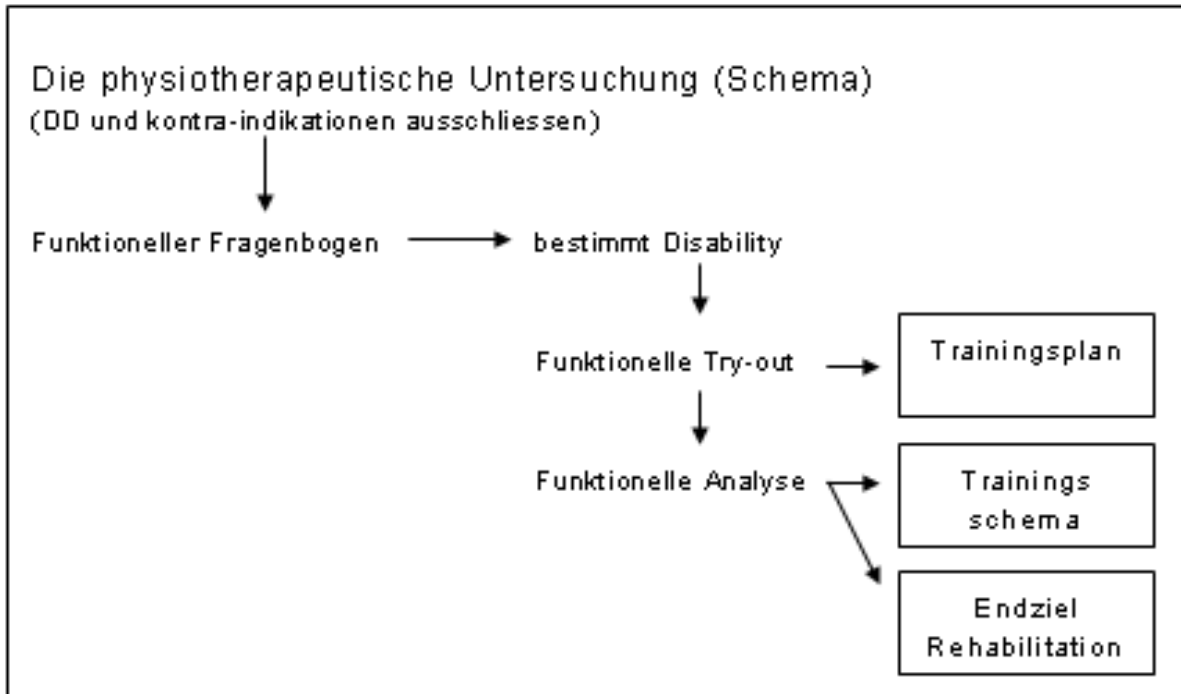 Die physiotherapeutische Untersuchung (Schema)
(DD und kontra-indikationen ausschliessen)
Funktioneller Fragenbogen
bestimmt Disability
Funktionelle Try-out
Trainingsplan
Funktionelle Analyse
Trainings
schema
Endziel
Rehabilitation